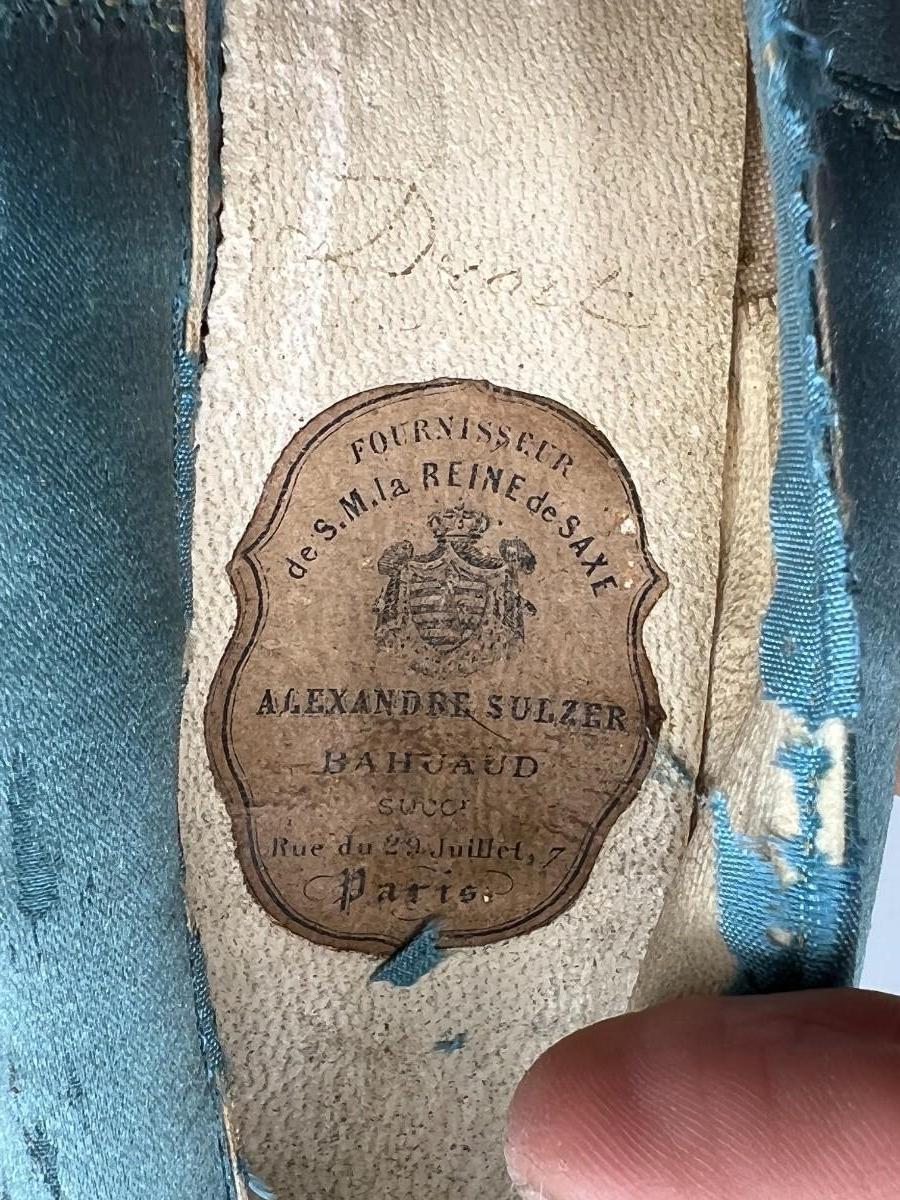 FOURNISSEUR
de S.M. la REINE de SAXE
ALEXANDRE SULZER
BAHUAUD
SUCCr
Rue du 29 Juillet, 7
Paris.